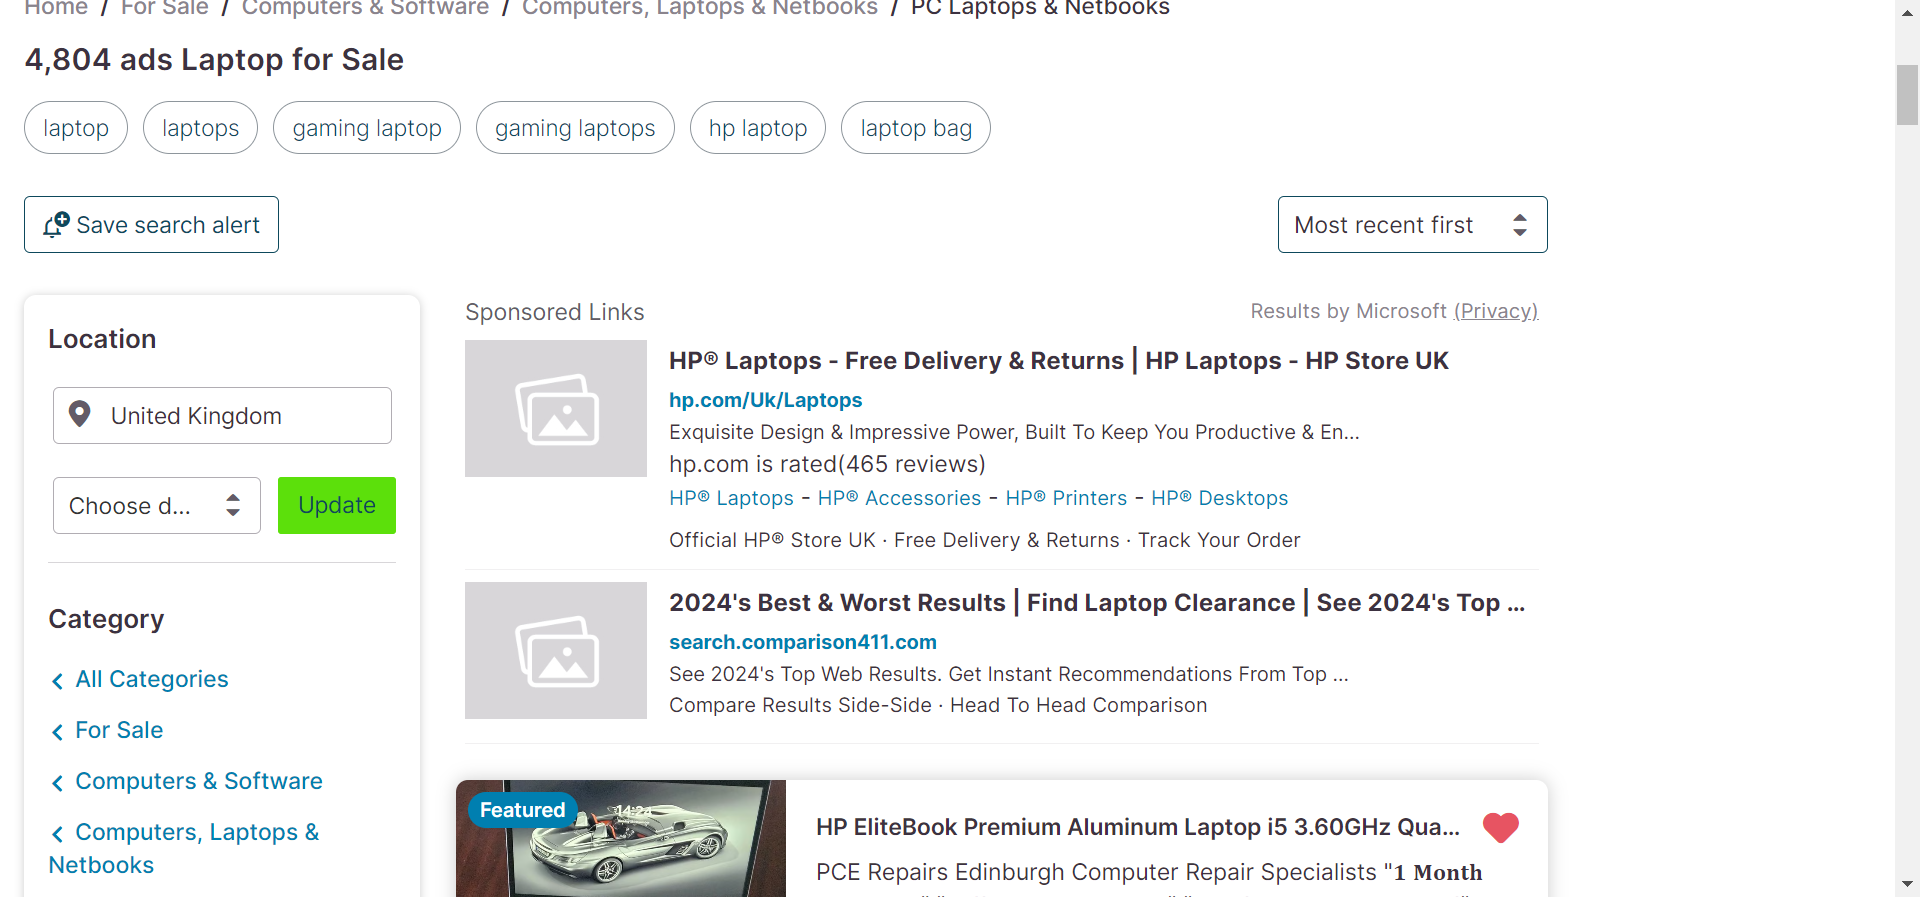 Home / For Sale / Computers & Software / Computers, Laptops & Netbooks / PC Laptops & Netbooks
4,804 ads Laptop for Sale
laptop laptops gaming laptop gaming laptops hp laptop laptop bag
Save search alert
Most recent first
Location
United Kingdom
Choose d...
Update
Category
All Categories
For Sale
Computers & Software
Computers, Laptops &
Netbooks
Sponsored Links
Results by Microsoft (Privacy)
HP® Laptops - Free Delivery & Returns | HP Laptops - HP Store UK
hp.com/Uk/Laptops
Exquisite Design & Impressive Power, Built To Keep You Productive & En...
hp.com is rated(465 reviews)
HP® Laptops - HP® Accessories - HP® Printers - HP® Desktops
Official HP® Store UK · Free Delivery & Returns · Track Your Order
2024's Best & Worst Results | Find Laptop Clearance | See 2024's Top ...
search.comparison411.com
See 2024's Top Web Results. Get Instant Recommendations From Top ...
Compare Results Side-Side · Head To Head Comparison
Featured
14:24
HP EliteBook Premium Aluminum Laptop i5 3.60GHz Qua...
PCE Repairs Edinburgh Computer Repair Specialists "𝟏 𝐌𝐨𝐧𝐭𝐡